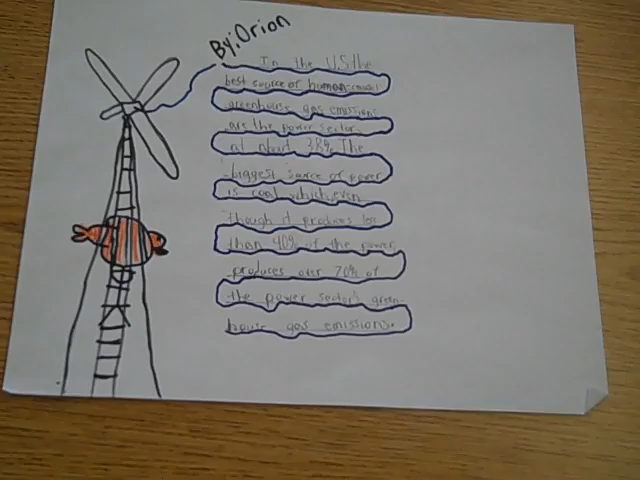 By: Orion
In the U.S the
best source of human-caused
greenhouse gas emissions
are the power sector,
at about 38%. The
biggest source of power
is coal which, even
though it produces less
than 40% of the power,
produces over 70% of
the power sector's green-
house gas emissions.